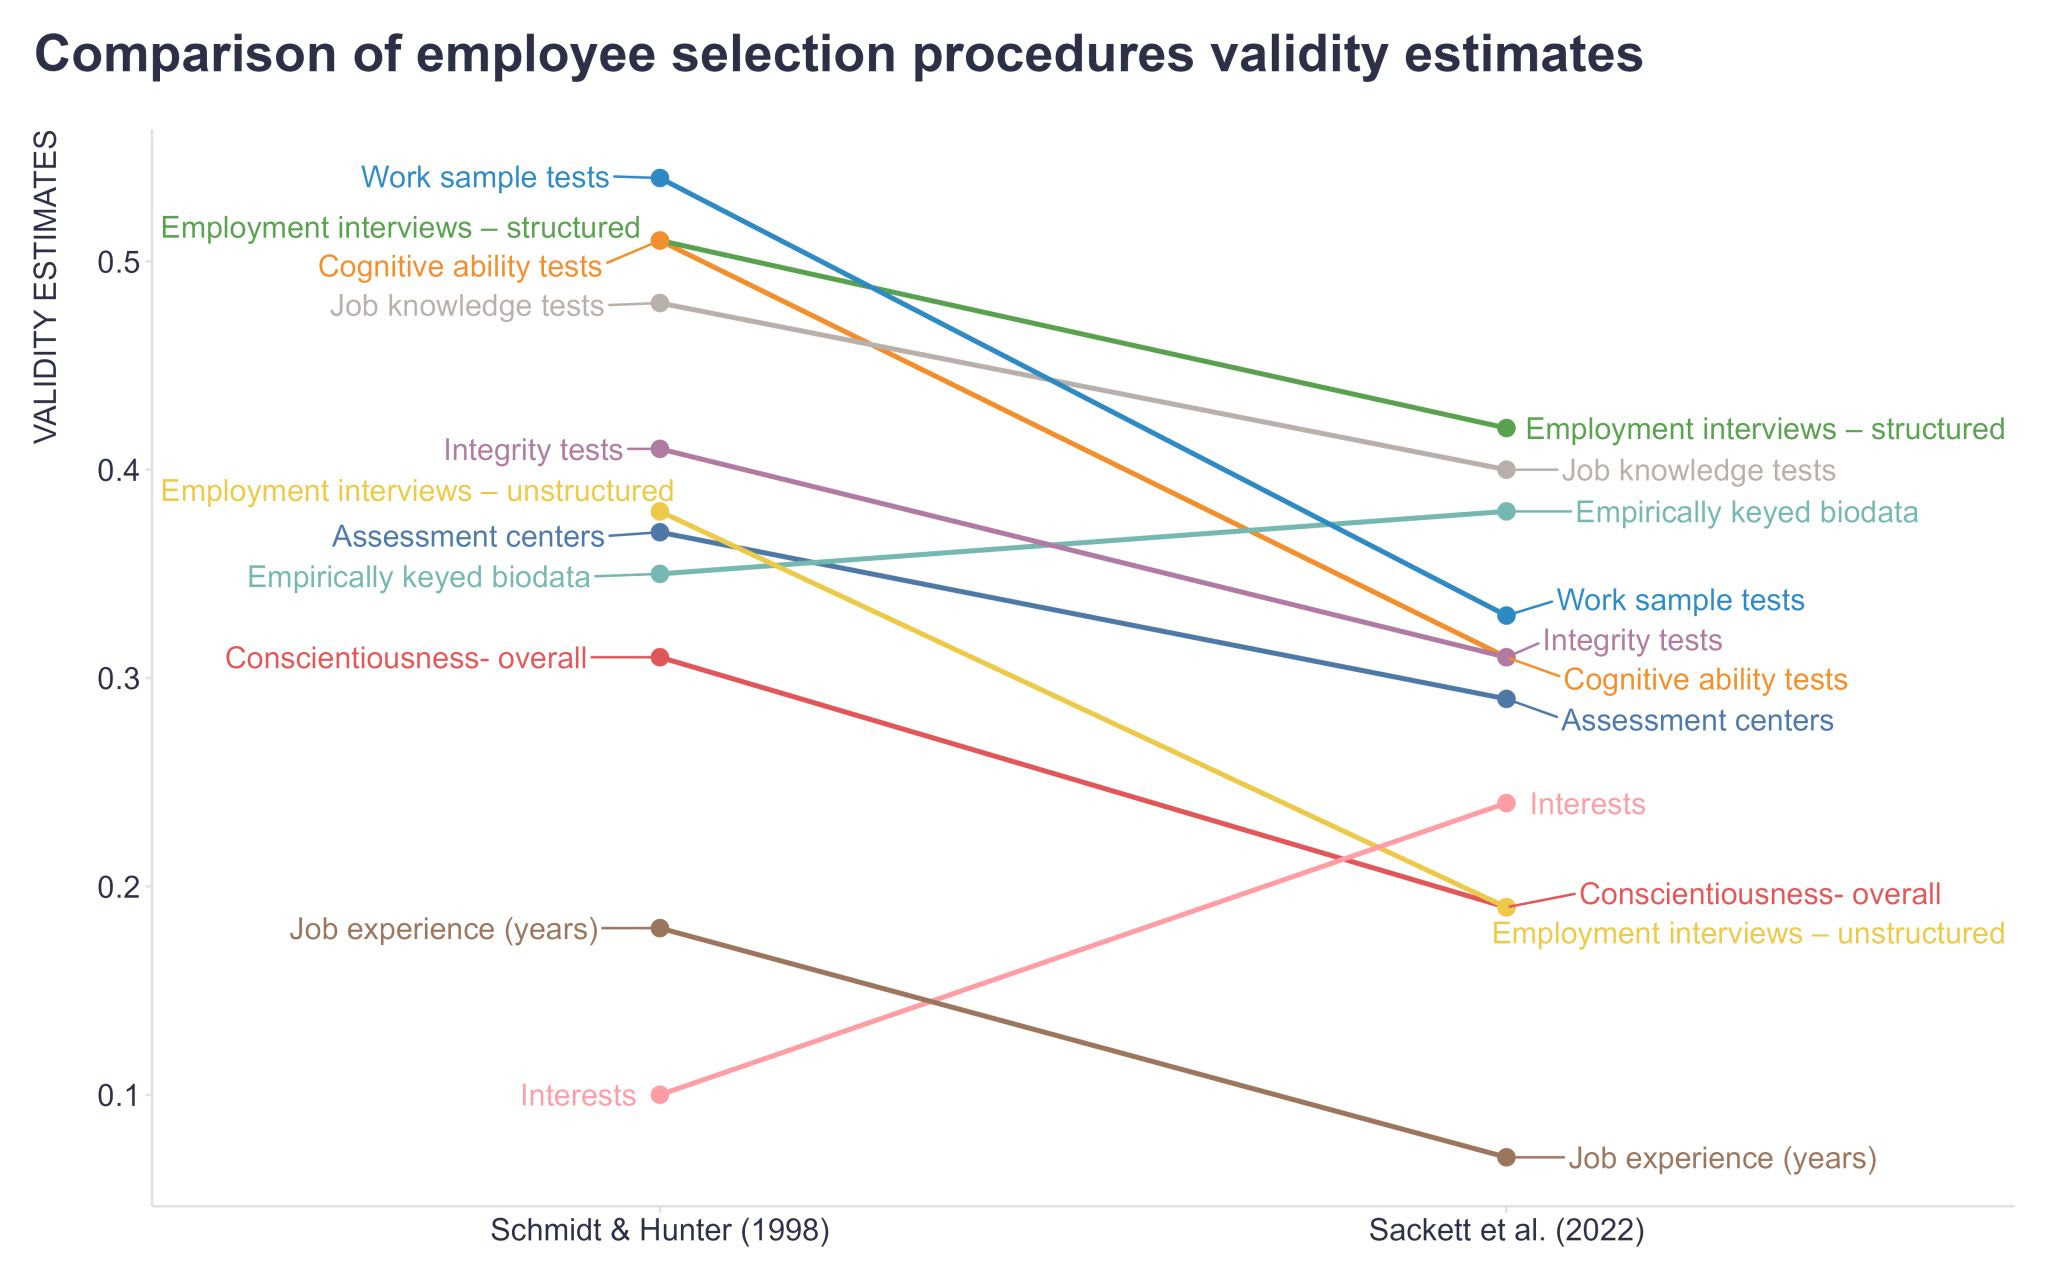 Comparison of employee selection procedures validity estimates
VALIDITY ESTIMATES
0.5
0.4
0.3
0.2
0.1
Work sample tests
Employment interviews – structured
Cognitive ability tests
Job knowledge tests
Integrity tests
Employment interviews – unstructured
Assessment centers
Empirically keyed biodata
Conscientiousness- overall
Job experience (years)
Interests
Employment interviews – structured
Job knowledge tests
Empirically keyed biodata
Work sample tests
Integrity tests
Cognitive ability tests
Assessment centers
Interests
Conscientiousness- overall
Employment interviews – unstructured
Job experience (years)
Schmidt & Hunter (1998)
Sackett et al. (2022)